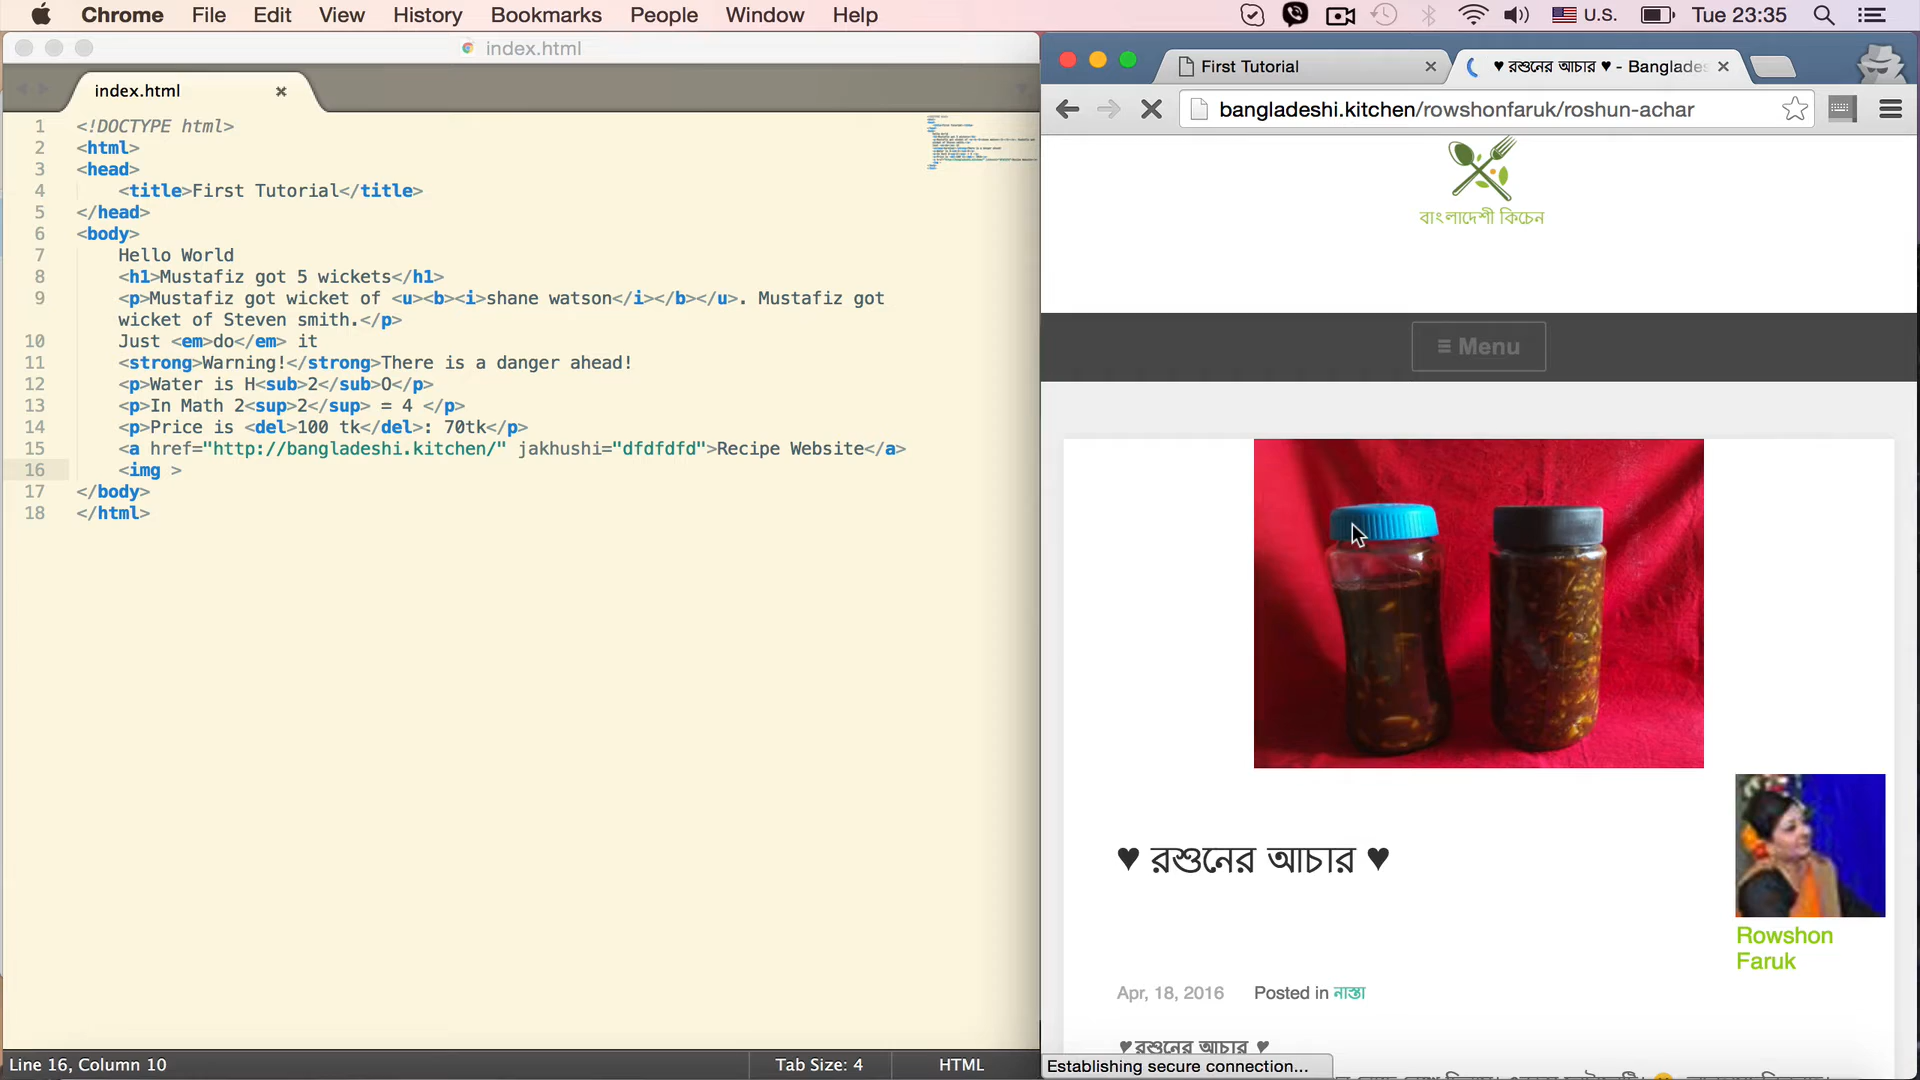 Chrome File Edit View History Bookmarks People Window Help U.S. Tue 23:35
index.html
index.html
1 <!DOCTYPE html>
2 <html>
3 <head>
4 <title>First Tutorial</title>
5 </head>
6 <body>
7 Hello World
8 <h1>Mustafiz got 5 wickets</h1>
9 <p>Mustafiz got wicket of <u><b><i>shane watson</i></b></u>. Mustafiz got
wicket of Steven smith.</p>
10 Just <em>do</em> it
11 <strong>Warning!</strong>There is a danger ahead!
12 <p>Water is H<sub>2</sub>O</p>
13 <p>In Math 2<sup>2</sup> = 4 </p>
14 <p>Price is <del>100 tk</del>: 70tk</p>
15 <a href="http://bangladeshi.kitchen/" jakhushi="dfdfdfd">Recipe Website</a>
16 <img >
17 </body>
18 </html>
Line 16, Column 10 Tab Size: 4 HTML
First Tutorial ♥ রশুনের আচার ♥ - Banglades
bangladeshi.kitchen/rowshonfaruk/roshun-achar
বাংলাদেশী কিচেন
≡ Menu
♥ রশুনের আচার ♥
Rowshon
Faruk
Apr, 18, 2016 Posted in নাস্তা
♥রশুনের আচার ♥
Establishing secure connection...